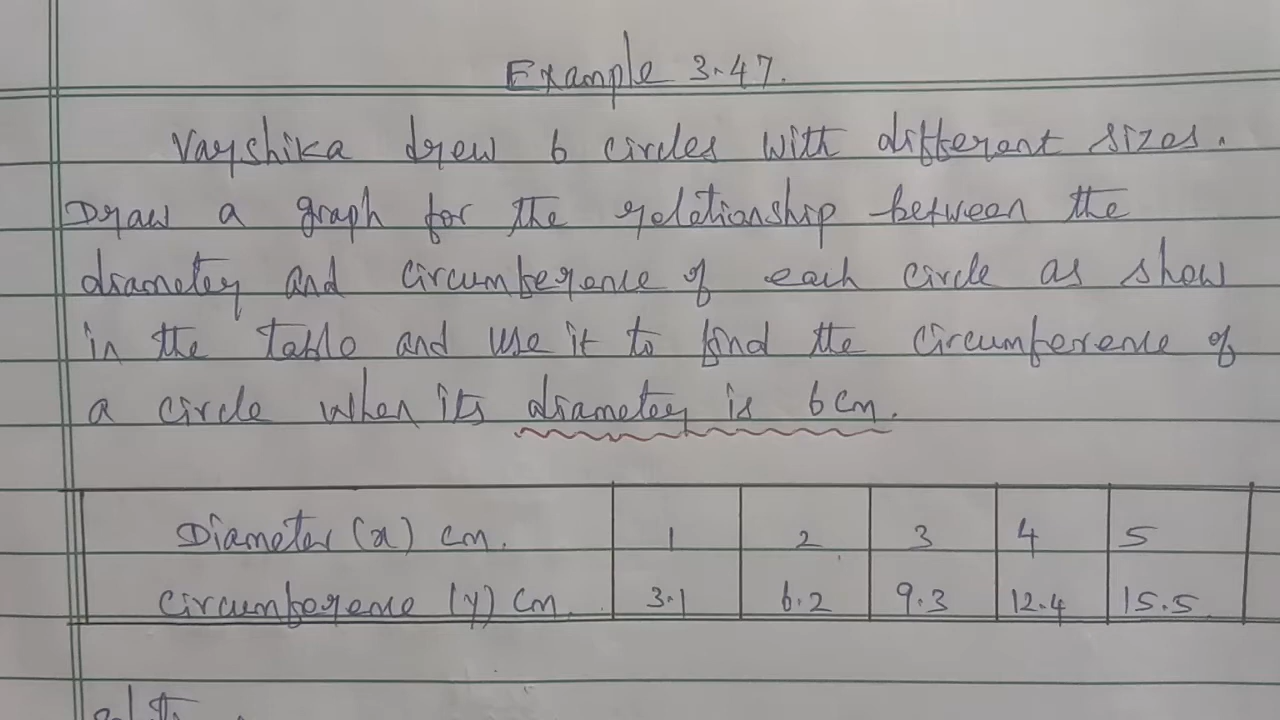 Example 3.47.
Varshika drew 6 circles with different sizes.
Draw a graph for the relationship between the
diameter and circumference of each circle as show
in the table and use it to find the circumference of
a circle when its diameter is 6cm.
Diameter (x) cm. 1 2 3 4 5
Circumference (y) cm. 3.1 6.2 9.3 12.4 15.5